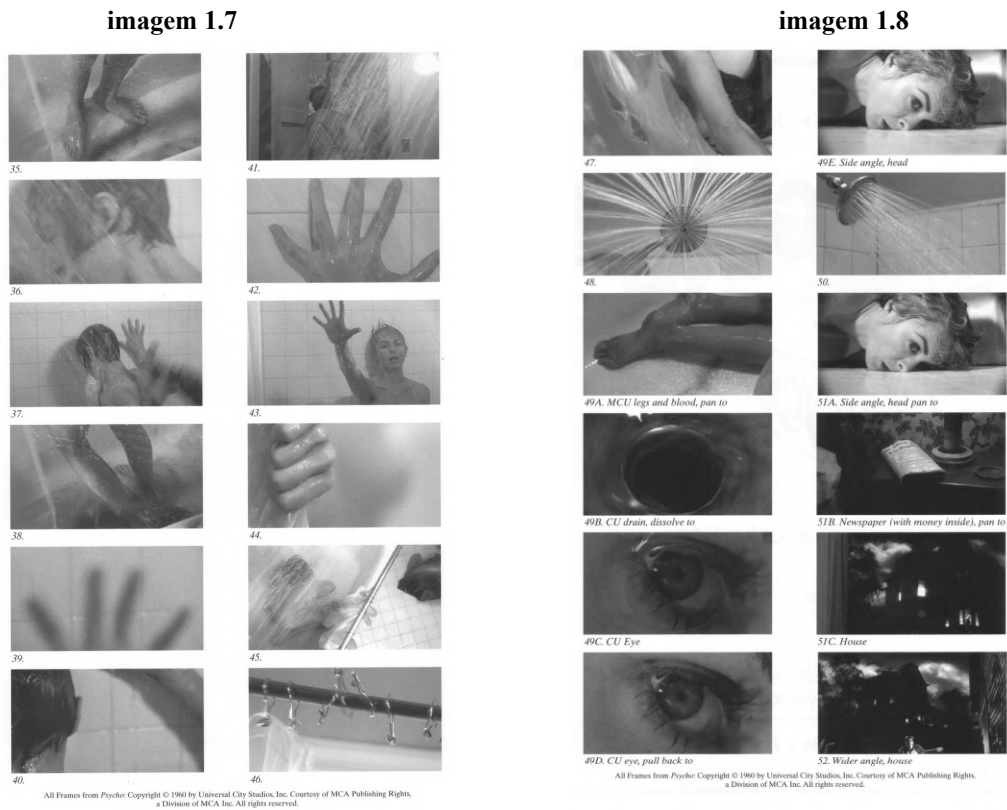 imagem 1.7
imagem 1.8
35.
41.
36.
42.
37.
43.
38.
44.
39.
45.
40.
46.
All Frames from Psycho: Copyright © 1960 by Universal City Studios, Inc. Courtesy of MCA Publishing Rights,
a Division of MCA Inc. All rights reserved.
47.
49E. Side angle, head
48.
50.
49A. MCU legs and blood, pan to
51A. Side angle, head pan to
49B. CU drain, dissolve to
51B. Newspaper (with money inside), pan to
49C. CU Eye
51C. House
49D. CU eye, pull back to
52. Wider angle, house
All Frames from Psycho: Copyright © 1960 by Universal City Studios, Inc. Courtesy of MCA Publishing Rights,
a Division of MCA Inc. All rights reserved.